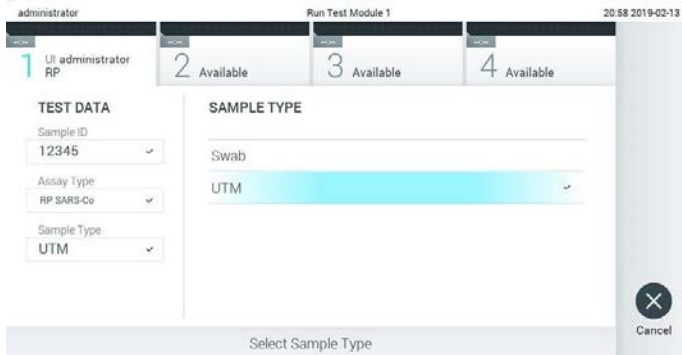 administrator Run Test Module 1 20:58 2019-02-13
1 UI administrator
RP
2 Available
3 Available
4 Available
TEST DATA
Sample ID
12345
Assay Type
RP SARS-Co
Sample Type
UTM
SAMPLE TYPE
Swab
UTM
Cancel
Select Sample Type